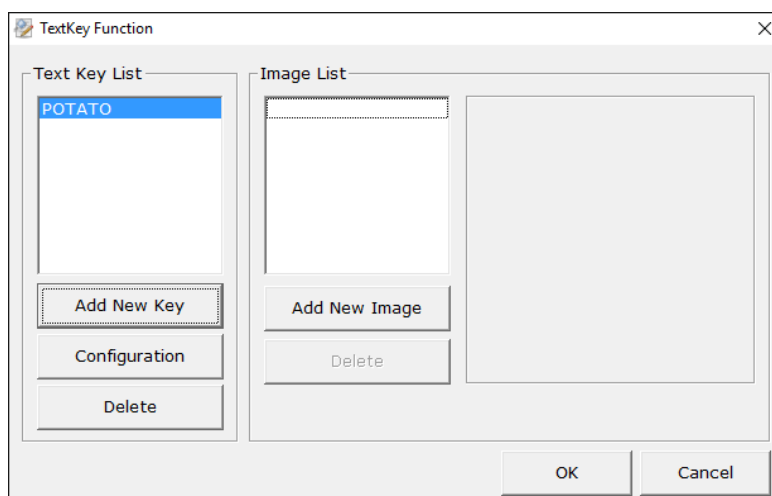 TextKey Function
Text Key List
POTATO
Add New Key
Configuration
Delete
Image List
Add New Image
Delete
OK
Cancel